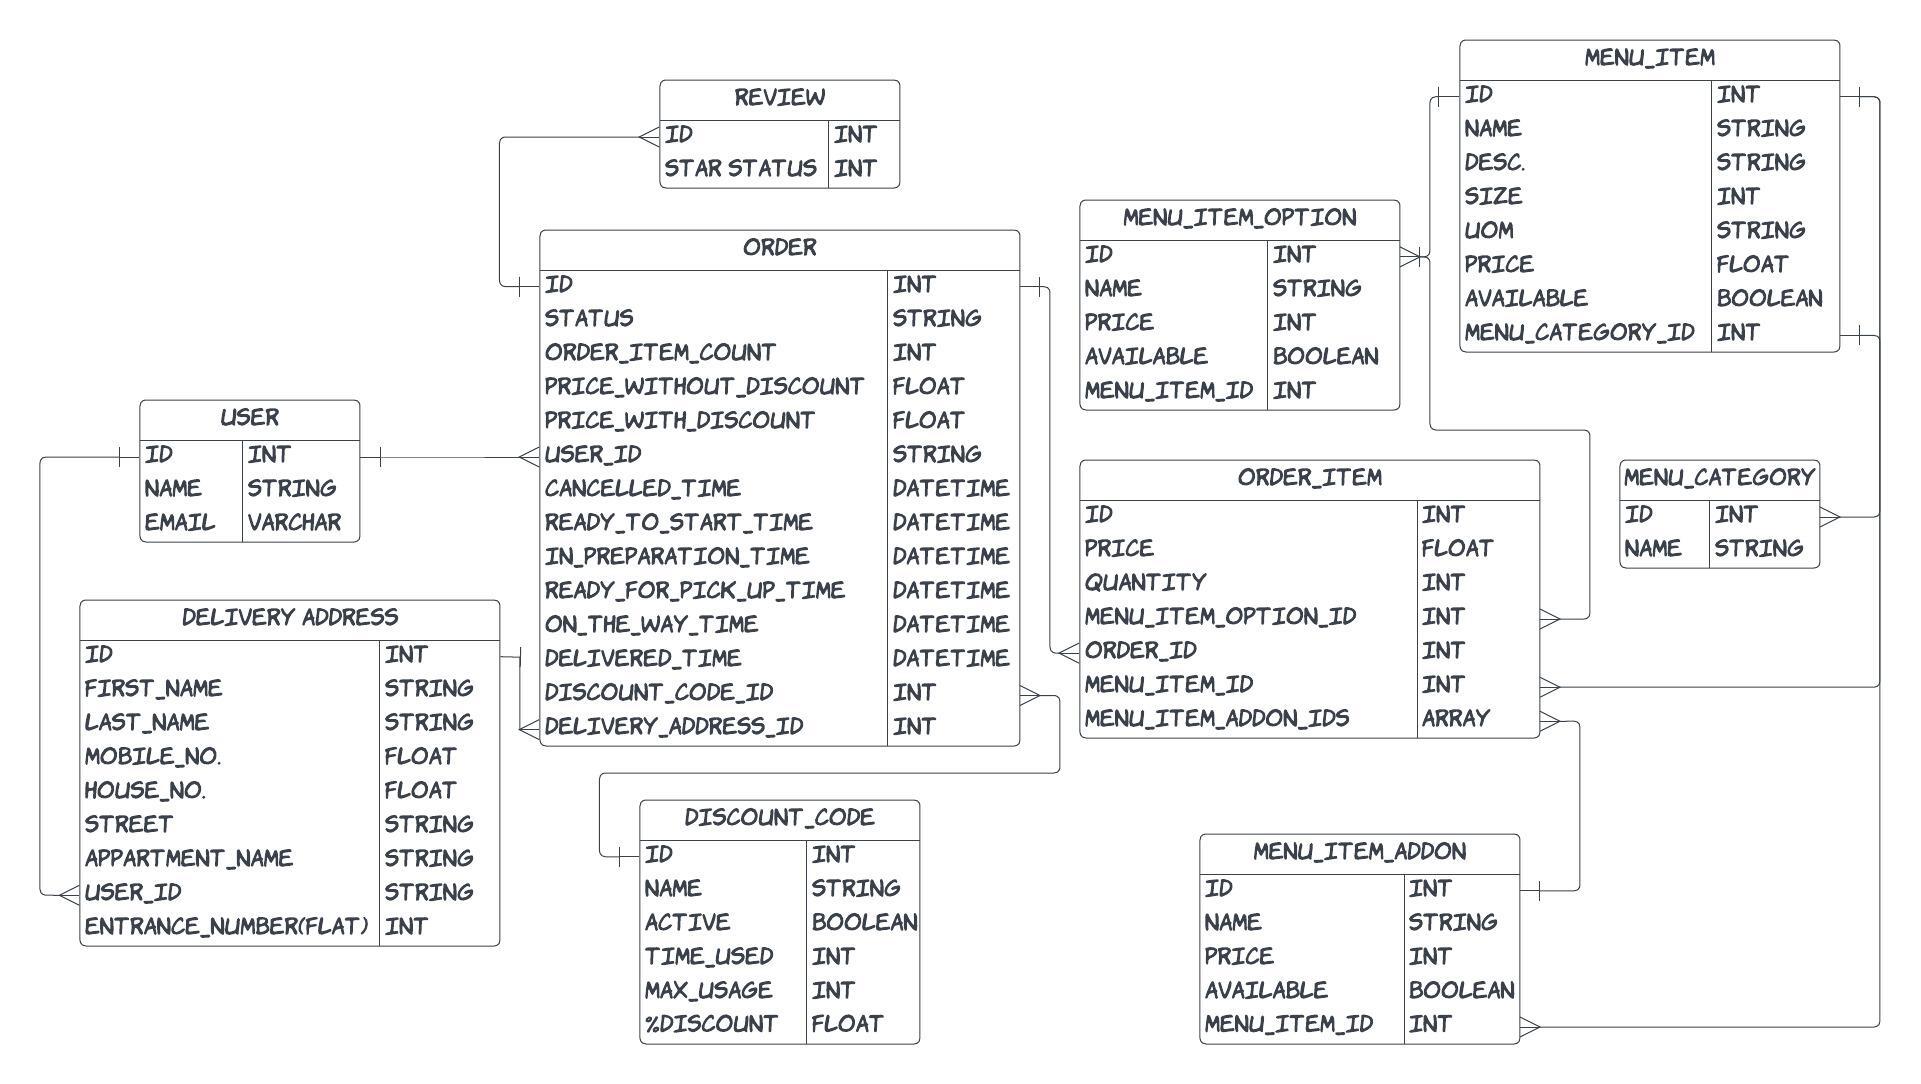 REVIEW
ID INT
STAR STATUS INT
ORDER
ID INT
STATUS STRING
ORDER_ITEM_COUNT INT
PRICE_WITHOUT_DISCOUNT FLOAT
PRICE_WITH_DISCOUNT FLOAT
USER_ID STRING
CANCELLED_TIME DATETIME
READY_TO_START_TIME DATETIME
IN_PREPARATION_TIME DATETIME
READY_FOR_PICK_UP_TIME DATETIME
ON_THE_WAY_TIME DATETIME
DELIVERED_TIME DATETIME
DISCOUNT_CODE_ID INT
DELIVERY_ADDRESS_ID INT
USER
ID INT
NAME STRING
EMAIL VARCHAR
DELIVERY ADDRESS
ID INT
FIRST_NAME STRING
LAST_NAME STRING
MOBILE_NO. FLOAT
HOUSE_NO. FLOAT
STREET STRING
APPARTMENT_NAME STRING
USER_ID STRING
ENTRANCE_NUMBER(FLAT) INT
DISCOUNT_CODE
ID INT
NAME STRING
ACTIVE BOOLEAN
TIME_USED INT
MAX_USAGE INT
%DISCOUNT FLOAT
MENU_ITEM
ID INT
NAME STRING
DESC. STRING
SIZE INT
UOM STRING
PRICE FLOAT
AVAILABLE BOOLEAN
MENU_CATEGORY_ID INT
MENU_ITEM_OPTION
ID INT
NAME STRING
PRICE INT
AVAILABLE BOOLEAN
MENU_ITEM_ID INT
ORDER_ITEM
ID INT
PRICE FLOAT
QUANTITY INT
MENU_ITEM_OPTION_ID INT
ORDER_ID INT
MENU_ITEM_ID INT
MENU_ITEM_ADDON_IDS ARRAY
MENU_CATEGORY
ID INT
NAME STRING
MENU_ITEM_ADDON
ID INT
NAME STRING
PRICE INT
AVAILABLE BOOLEAN
MENU_ITEM_ID INT